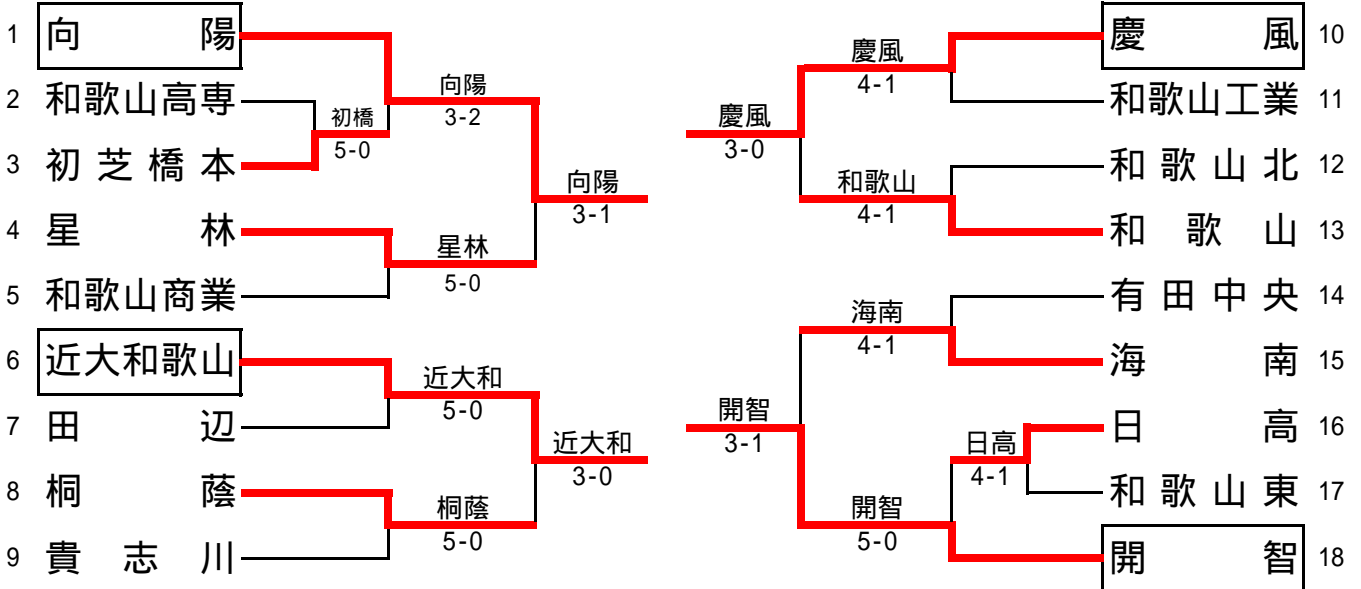 1 向陽
2 和歌山高専
3 初芝橋本
4 星林
5 和歌山商業
6 近大和歌山
7 田辺
8 桐蔭
9 貴志川
初橋
5-0
向陽
3-2
星林
5-0
近大和
5-0
桐蔭
5-0
向陽
3-1
近大和
3-0
慶風
3-0
開智
3-1
慶風
4-1
和歌山
4-1
海南
4-1
開智
5-0
日高
4-1
慶風 10
和歌山工業 11
和歌山北 12
和歌山 13
有田中央 14
海南 15
日高 16
和歌山東 17
開智 18